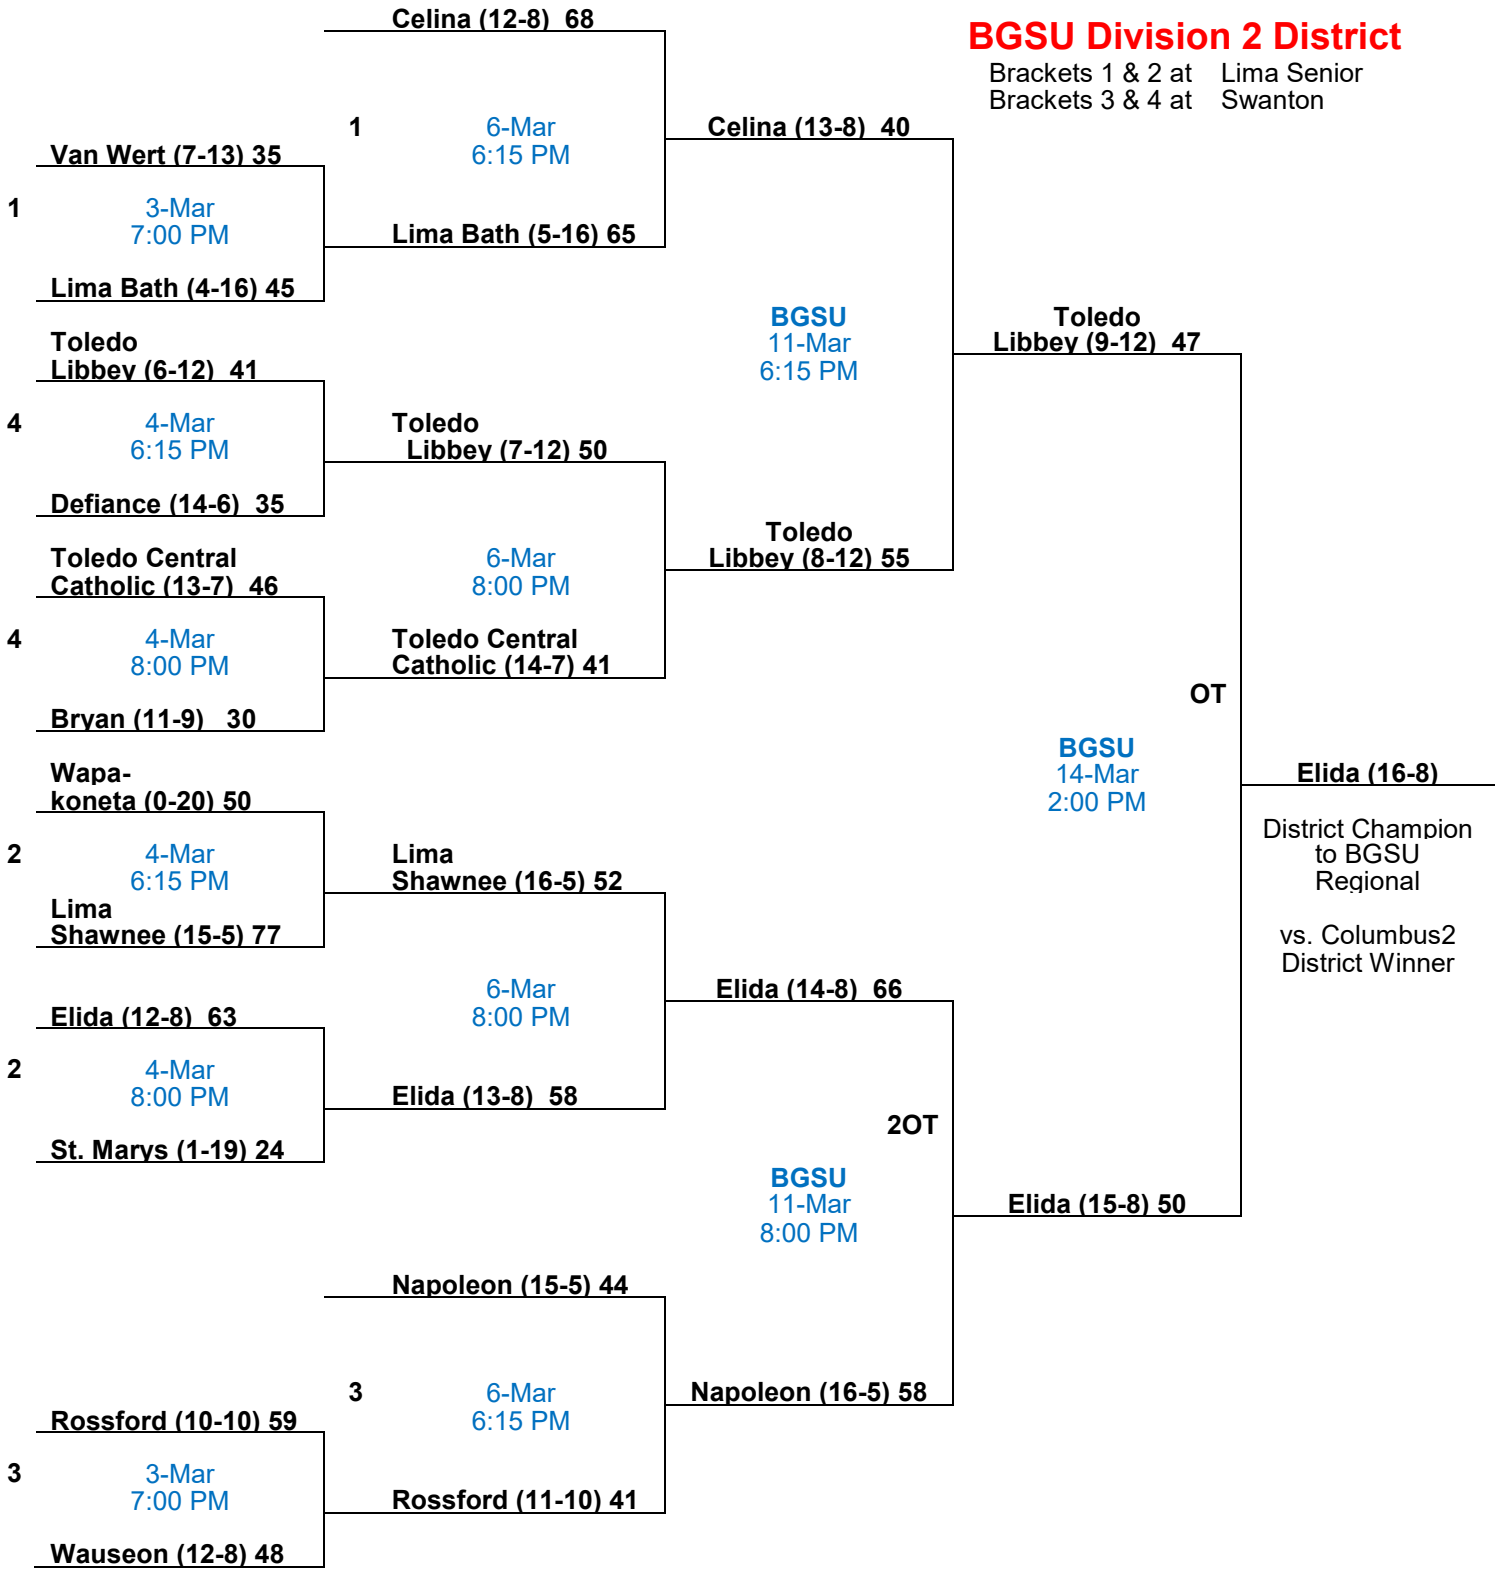 Celina (12-8)  68
BGSU Division 2 District
Brackets 1 & 2 at    Lima Senior
Brackets 3 & 4 at    Swanton
1
6-Mar
6:15 PM
Celina (13-8)  40
Van Wert (7-13) 35
1
3-Mar
7:00 PM
Lima Bath (5-16) 65
Lima Bath (4-16) 45
BGSU
11-Mar
6:15 PM
Toledo
Libbey (9-12)  47
Toledo
Libbey (6-12)  41
4
4-Mar
6:15 PM
Toledo
Libbey (7-12) 50
Defiance (14-6)  35
Toledo
Libbey (8-12) 55
Toledo Central
Catholic (13-7)  46
6-Mar
8:00 PM
4
4-Mar
8:00 PM
Toledo Central
Catholic (14-7) 41
Bryan (11-9)   30
OT
BGSU
14-Mar
2:00 PM
Elida (16-8)
District Champion
to BGSU
Regional
vs. Columbus2
District Winner
Wapa-
koneta (0-20) 50
2
4-Mar
6:15 PM
Lima
Shawnee (16-5) 52
Lima
Shawnee (15-5) 77
6-Mar
8:00 PM
Elida (14-8)  66
Elida (12-8)  63
2
4-Mar
8:00 PM
Elida (13-8)  58
St. Marys (1-19) 24
2OT
BGSU
11-Mar
8:00 PM
Elida (15-8) 50
Napoleon (15-5) 44
3
6-Mar
6:15 PM
Napoleon (16-5) 58
Rossford (10-10) 59
3
3-Mar
7:00 PM
Rossford (11-10) 41
Wauseon (12-8) 48